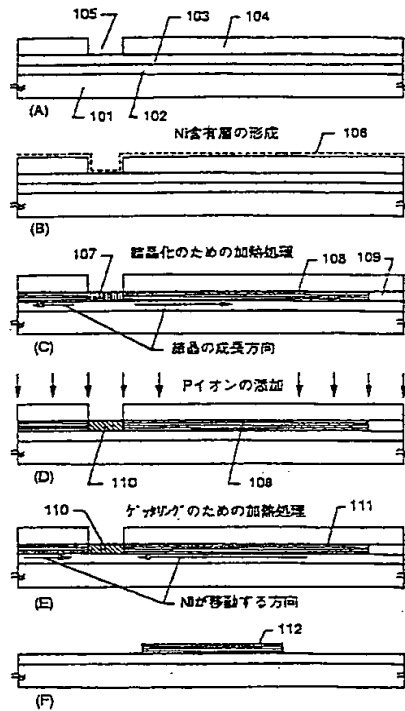 105 103 104
(A) 101 102
Ni含有層の形成 106
(B)
結晶化のための加熱処理
107 108 109
(C)
結晶の成長方向
Pイオンの添加
(D) 110 108
ゲッタリングのための加熱処理
110 111
(E) Niが移動する方向
112
(F)